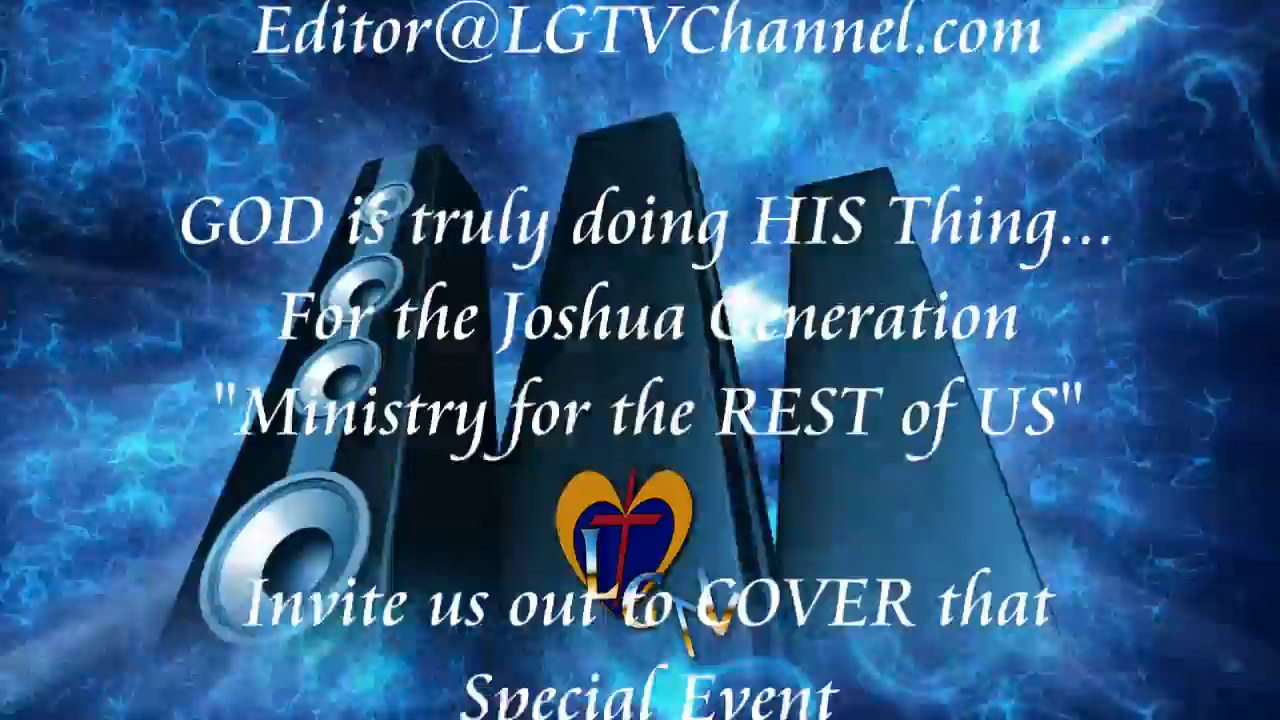 Editor@LGTVChannel.com
GOD is truly doing HIS Thing...
For the Joshua Generation
"Ministry for the REST of US"
LGTV
Invite us out to COVER that
Special Event